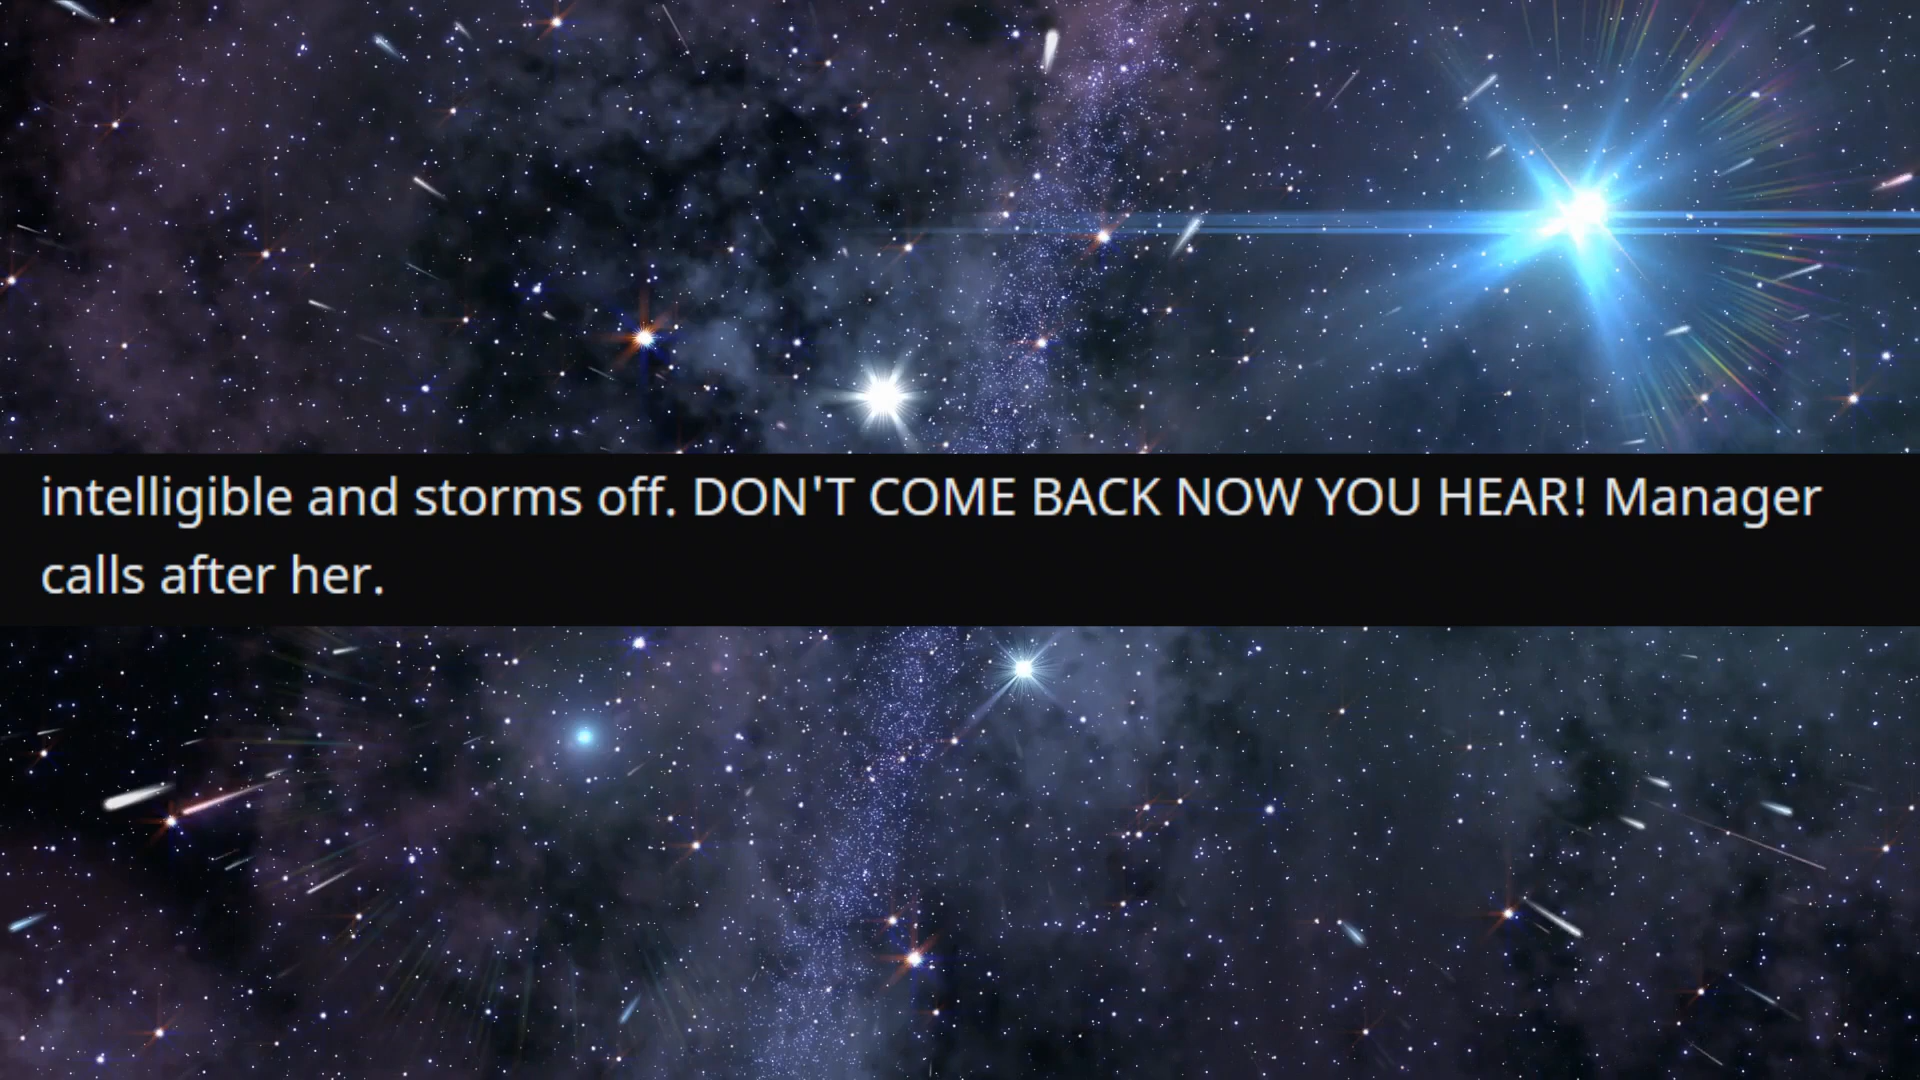 intelligible and storms off. DON'T COME BACK NOW YOU HEAR! Manager
calls after her.